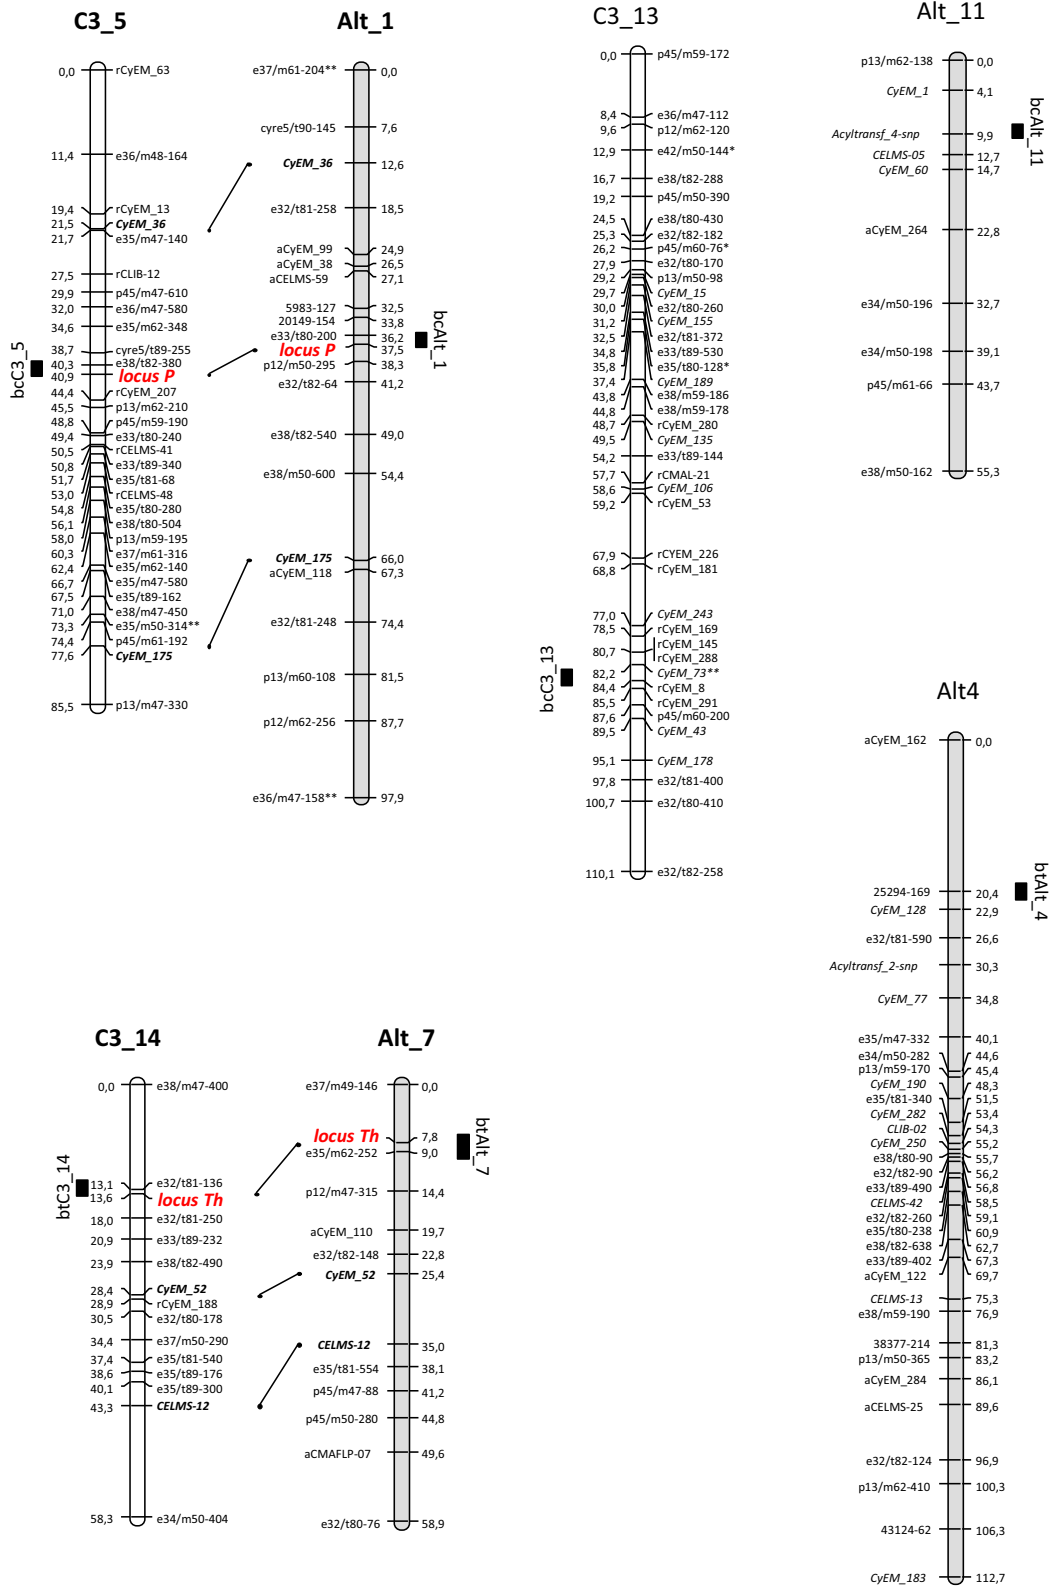 C3_5
0,0 rCyEM_63
11,4 e36/m48-164
19,4 rCyEM_13
21,5 CyEM_36
21,7 e35/m47-140
27,5 rCLIB-12
29,9 p45/m47-610
32,0 e36/m47-580
34,6 e35/m62-348
38,7 cyre5/t89-255
40,3 e38/t82-380
40,9 locus P
44,4 rCyEM_207
45,5 p13/m62-210
48,8 p45/m59-190
49,4 e33/t80-240
50,5 rCELMS-41
50,8 e33/t89-340
51,7 e35/t81-68
53,0 rCELMS-48
54,8 e35/t80-280
56,1 e38/t80-504
58,0 p13/m59-195
60,3 e37/m61-316
62,4 e35/m62-140
66,7 e35/m47-580
67,5 e35/t89-162
71,0 e38/m47-450
73,3 e35/m50-314**
74,4 p45/m61-192
77,6 CyEM_175
85,5 p13/m47-330
bcC3_5
Alt_1
e37/m61-204** 0,0
cyre5/t90-145 7,6
CyEM_36 12,6
e32/t81-258 18,5
aCyEM_99 24,9
aCyEM_38 26,5
aCELMS-59 27,1
5983-127 32,5
20149-154 33,8
e33/t80-200 36,2
locus P 37,5
p12/m50-295 38,3
e32/t82-64 41,2
e38/t82-540 49,0
e38/m50-600 54,4
CyEM_175 66,0
aCyEM_118 67,3
e32/t81-248 74,4
p13/m60-108 81,5
p12/m62-256 87,7
e36/m47-158** 97,9
bcAlt_1
C3_13
0,0 p45/m59-172
8,4 e36/m47-112
9,6 p12/m62-120
12,9 e42/m50-144*
16,7 e38/t82-288
19,2 p45/m50-390
24,5 e38/t80-430
25,3 e32/t82-182
26,2 p45/m60-76*
27,9 e32/t80-170
29,2 p13/m50-98
29,7 CyEM_15
30,0 e32/t80-260
31,2 CyEM_155
32,5 e32/t81-372
34,8 e33/t89-530
35,8 e35/t80-128*
37,4 CyEM_189
43,8 e38/m59-186
44,8 e38/m59-178
48,7 rCyEM_280
49,5 CyEM_135
54,2 e33/t89-144
57,7 rCMAL-21
58,6 CyEM_106
59,2 rCyEM_53
67,9 rCYEM_226
68,8 rCyEM_181
77,0 CyEM_243
78,5 rCyEM_169
80,7 rCyEM_145
rCyEM_288
82,2 CyEM_73**
84,4 rCyEM_8
85,5 rCyEM_291
87,6 p45/m60-200
89,5 CyEM_43
95,1 CyEM_178
97,8 e32/t81-400
100,7 e32/t80-410
110,1 e32/t82-258
bcC3_13
Alt_11
p13/m62-138 0,0
CyEM_1 4,1
Acyltransf_4-snp 9,9
CELMS-05 12,7
CyEM_60 14,7
aCyEM_264 22,8
e34/m50-196 32,7
e34/m50-198 39,1
p45/m61-66 43,7
e38/m50-162 55,3
bcAlt_11
Alt4
aCyEM_162 0,0
25294-169 20,4
CyEM_128 22,9
e32/t81-590 26,6
Acyltransf_2-snp 30,3
CyEM_77 34,8
e35/m47-332 40,1
e34/m50-282 44,6
p13/m59-170 45,4
CyEM_190 48,3
e35/t81-340 51,5
CyEM_282 53,4
CLIB-02 54,3
CyEM_250 55,2
e38/t80-90 55,7
e32/t82-90 56,2
e33/t89-490 56,8
CELMS-42 58,5
e32/t82-260 59,1
e35/t80-238 60,9
e38/t82-638 62,7
e33/t89-402 67,3
aCyEM_122 69,7
CELMS-13 75,3
e38/m59-190 76,9
38377-214 81,3
p13/m50-365 83,2
aCyEM_284 86,1
aCELMS-25 89,6
e32/t82-124 96,9
p13/m62-410 100,3
43124-62 106,3
CyEM_183 112,7
btAlt_4
C3_14
0,0 e38/m47-400
13,1 e32/t81-136
13,6 locus Th
18,0 e32/t81-250
20,9 e33/t89-232
23,9 e38/t82-490
28,4 CyEM_52
28,9 rCyEM_188
30,5 e32/t80-178
34,4 e37/m50-290
37,4 e35/t81-540
38,6 e35/t89-176
40,1 e35/t89-300
43,3 CELMS-12
58,3 e34/m50-404
btC3_14
Alt_7
e37/m49-146 0,0
locus Th 7,8
e35/m62-252 9,0
p12/m47-315 14,4
aCyEM_110 19,7
e32/t82-148 22,8
CyEM_52 25,4
CELMS-12 35,0
e35/t81-554 38,1
p45/m47-88 41,2
p45/m50-280 44,8
aCMAFLP-07 49,6
e32/t80-76 58,9
btAlt_7